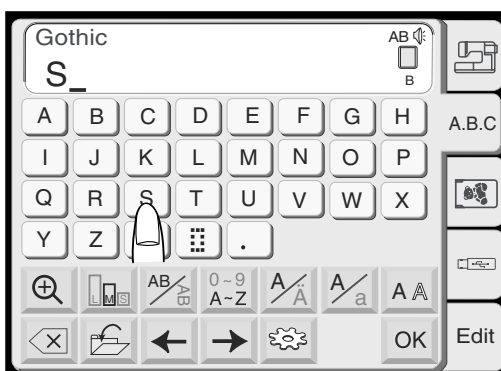 Gothic
AB
S_
B
A B C D E F G H
A.B.C
I J K L M N O P
Q R S T U V W X
Y Z .
L M S
AB AB
0~9 A~Z
A Ä
A a
A A
OK
Edit